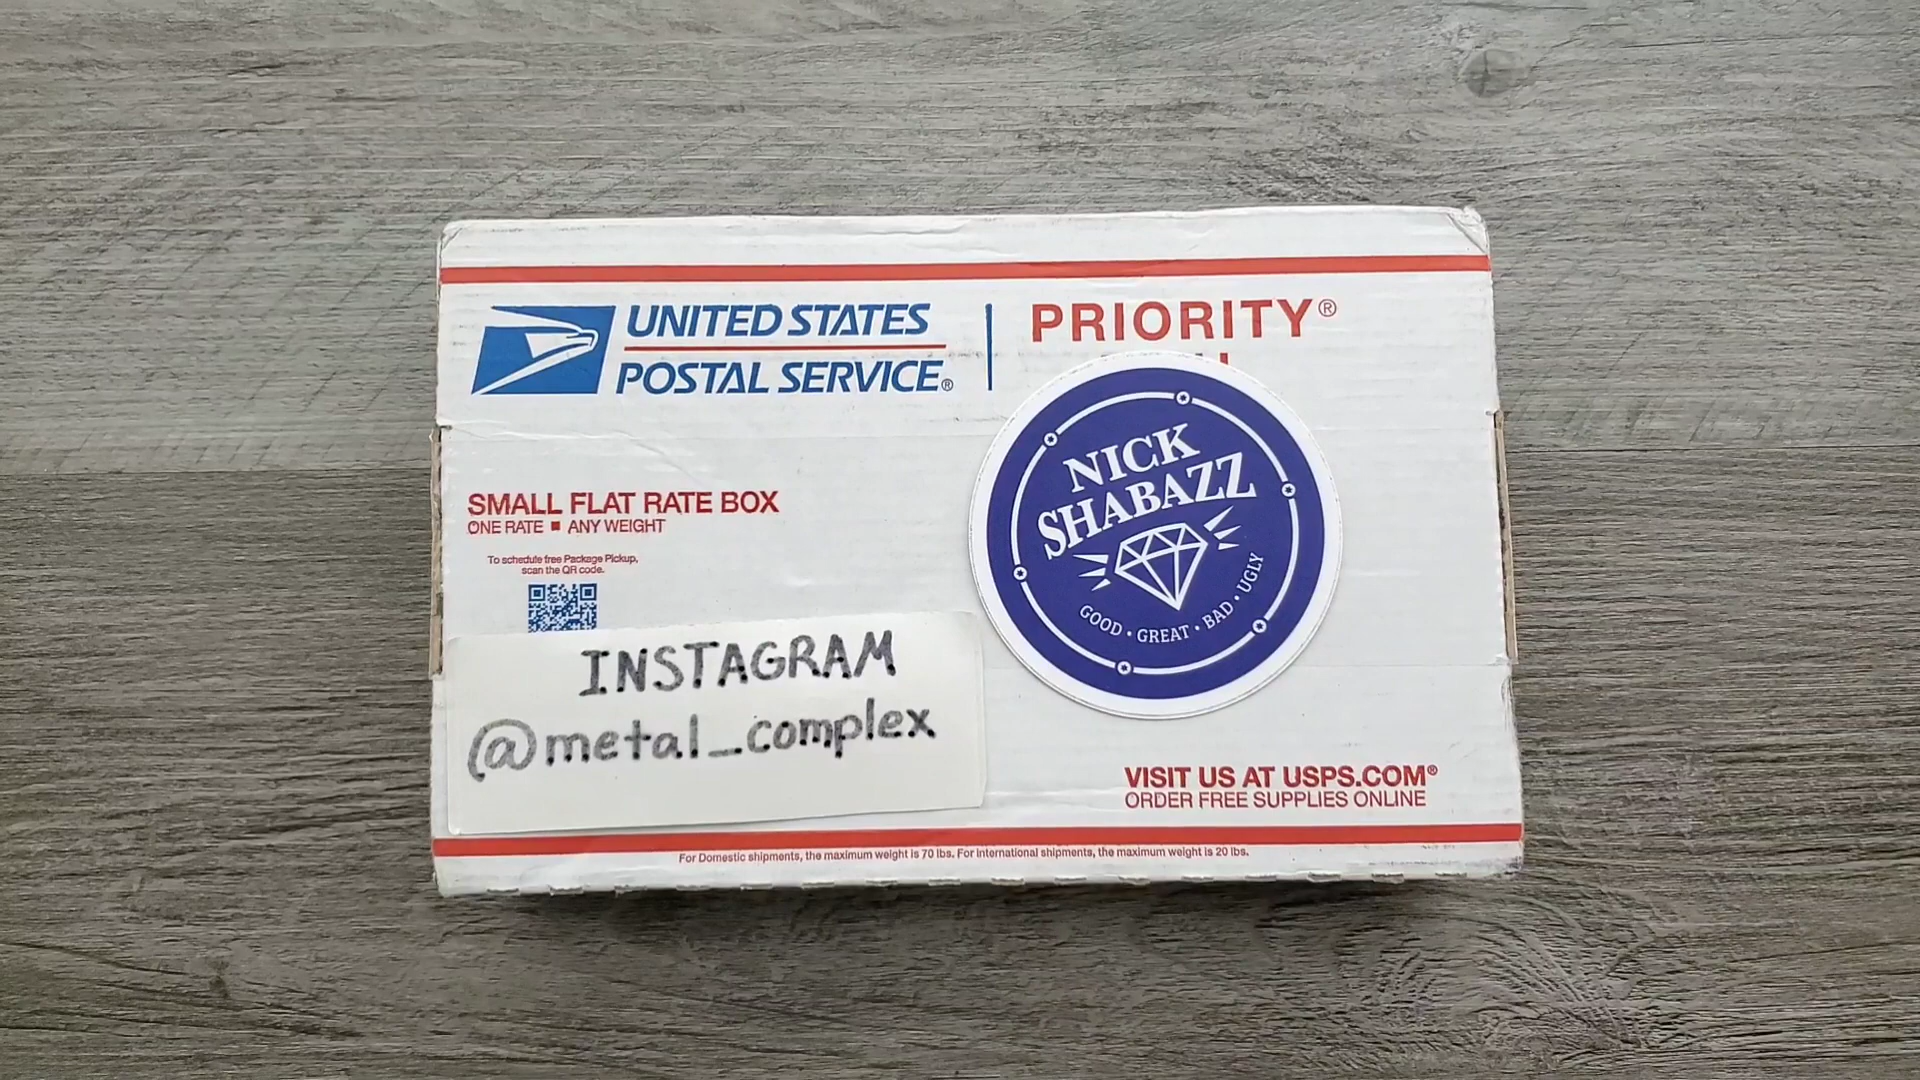 UNITED STATES
POSTAL SERVICE®
PRIORITY®
NICK
SHABAZZ
GOOD • GREAT • BAD • UGLY
SMALL FLAT RATE BOX
ONE RATE ■ ANY WEIGHT
To schedule free Package Pickup,
scan the QR code.
INSTAGRAM
@metal_complex
VISIT US AT USPS.COM®
ORDER FREE SUPPLIES ONLINE
For Domestic shipments, the maximum weight is 70 lbs. For international shipments, the maximum weight is 20 lbs.